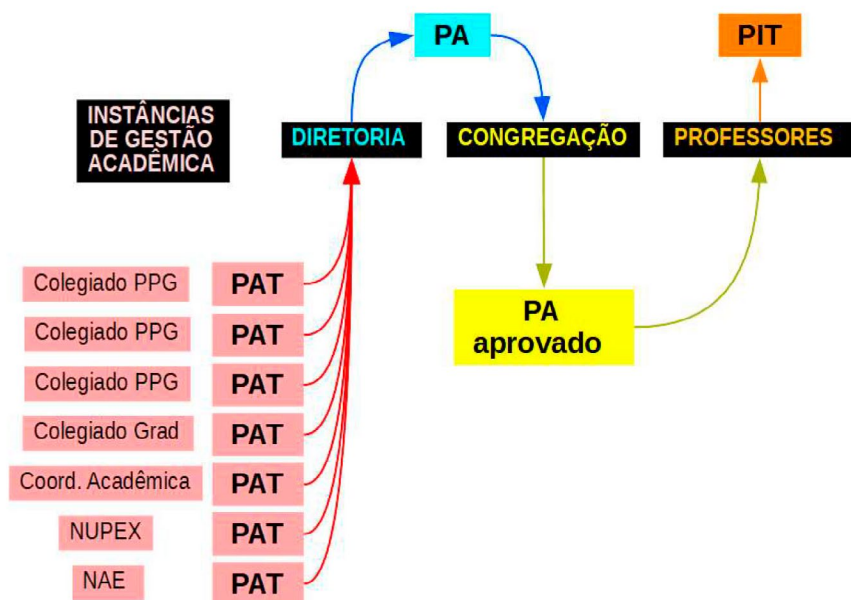 PA
PIT
INSTÂNCIAS
DE GESTÃO
ACADÊMICA
DIRETORIA
CONGREGAÇÃO
PROFESSORES
Colegiado PPG
PAT
Colegiado PPG
PAT
Colegiado PPG
PAT
Colegiado Grad
PAT
Coord. Acadêmica
PAT
NUPEX
PAT
NAE
PAT
PA
aprovado